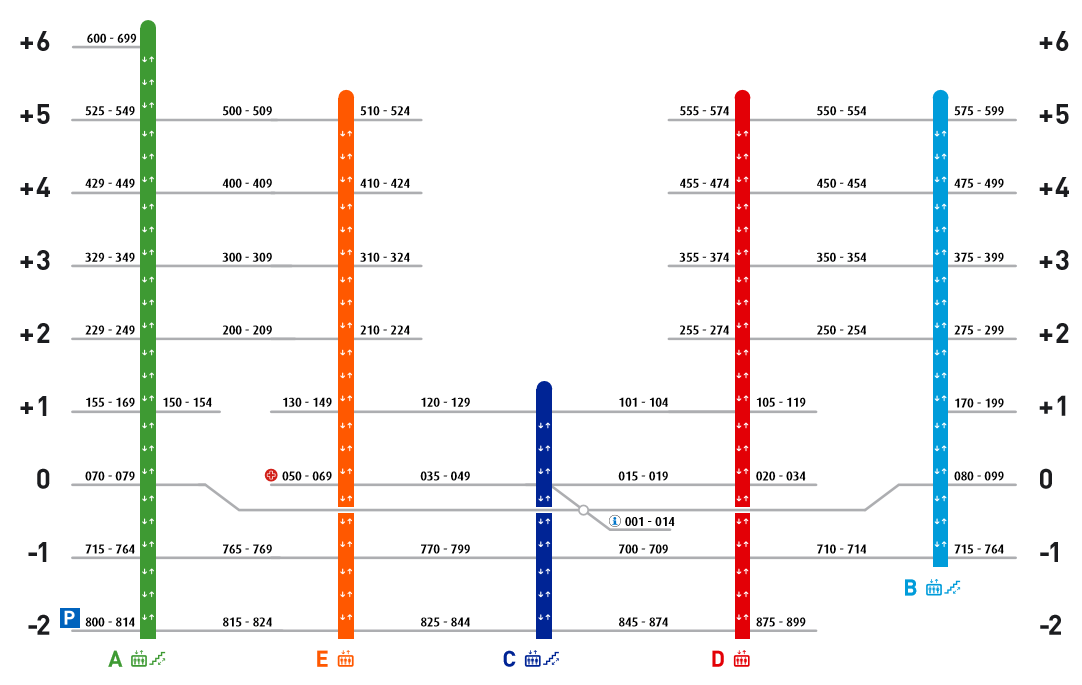 +6 600 - 699 +6
+5 525 - 549 500 - 509 510 - 524 555 - 574 550 - 554 575 - 599 +5
+4 429 - 449 400 - 409 410 - 424 455 - 474 450 - 454 475 - 499 +4
+3 329 - 349 300 - 309 310 - 324 355 - 374 350 - 354 375 - 399 +3
+2 229 - 249 200 - 209 210 - 224 255 - 274 250 - 254 275 - 299 +2
+1 155 - 169 150 - 154 130 - 149 120 - 129 101 - 104 105 - 119 170 - 199 +1
0 070 - 079 050 - 069 035 - 049 015 - 019 020 - 034 080 - 099 0
i 001 - 014
-1 715 - 764 765 - 769 770 - 799 700 - 709 710 - 714 715 - 764 -1
B
-2 P 800 - 814 815 - 824 825 - 844 845 - 874 875 - 899 -2
A E C D